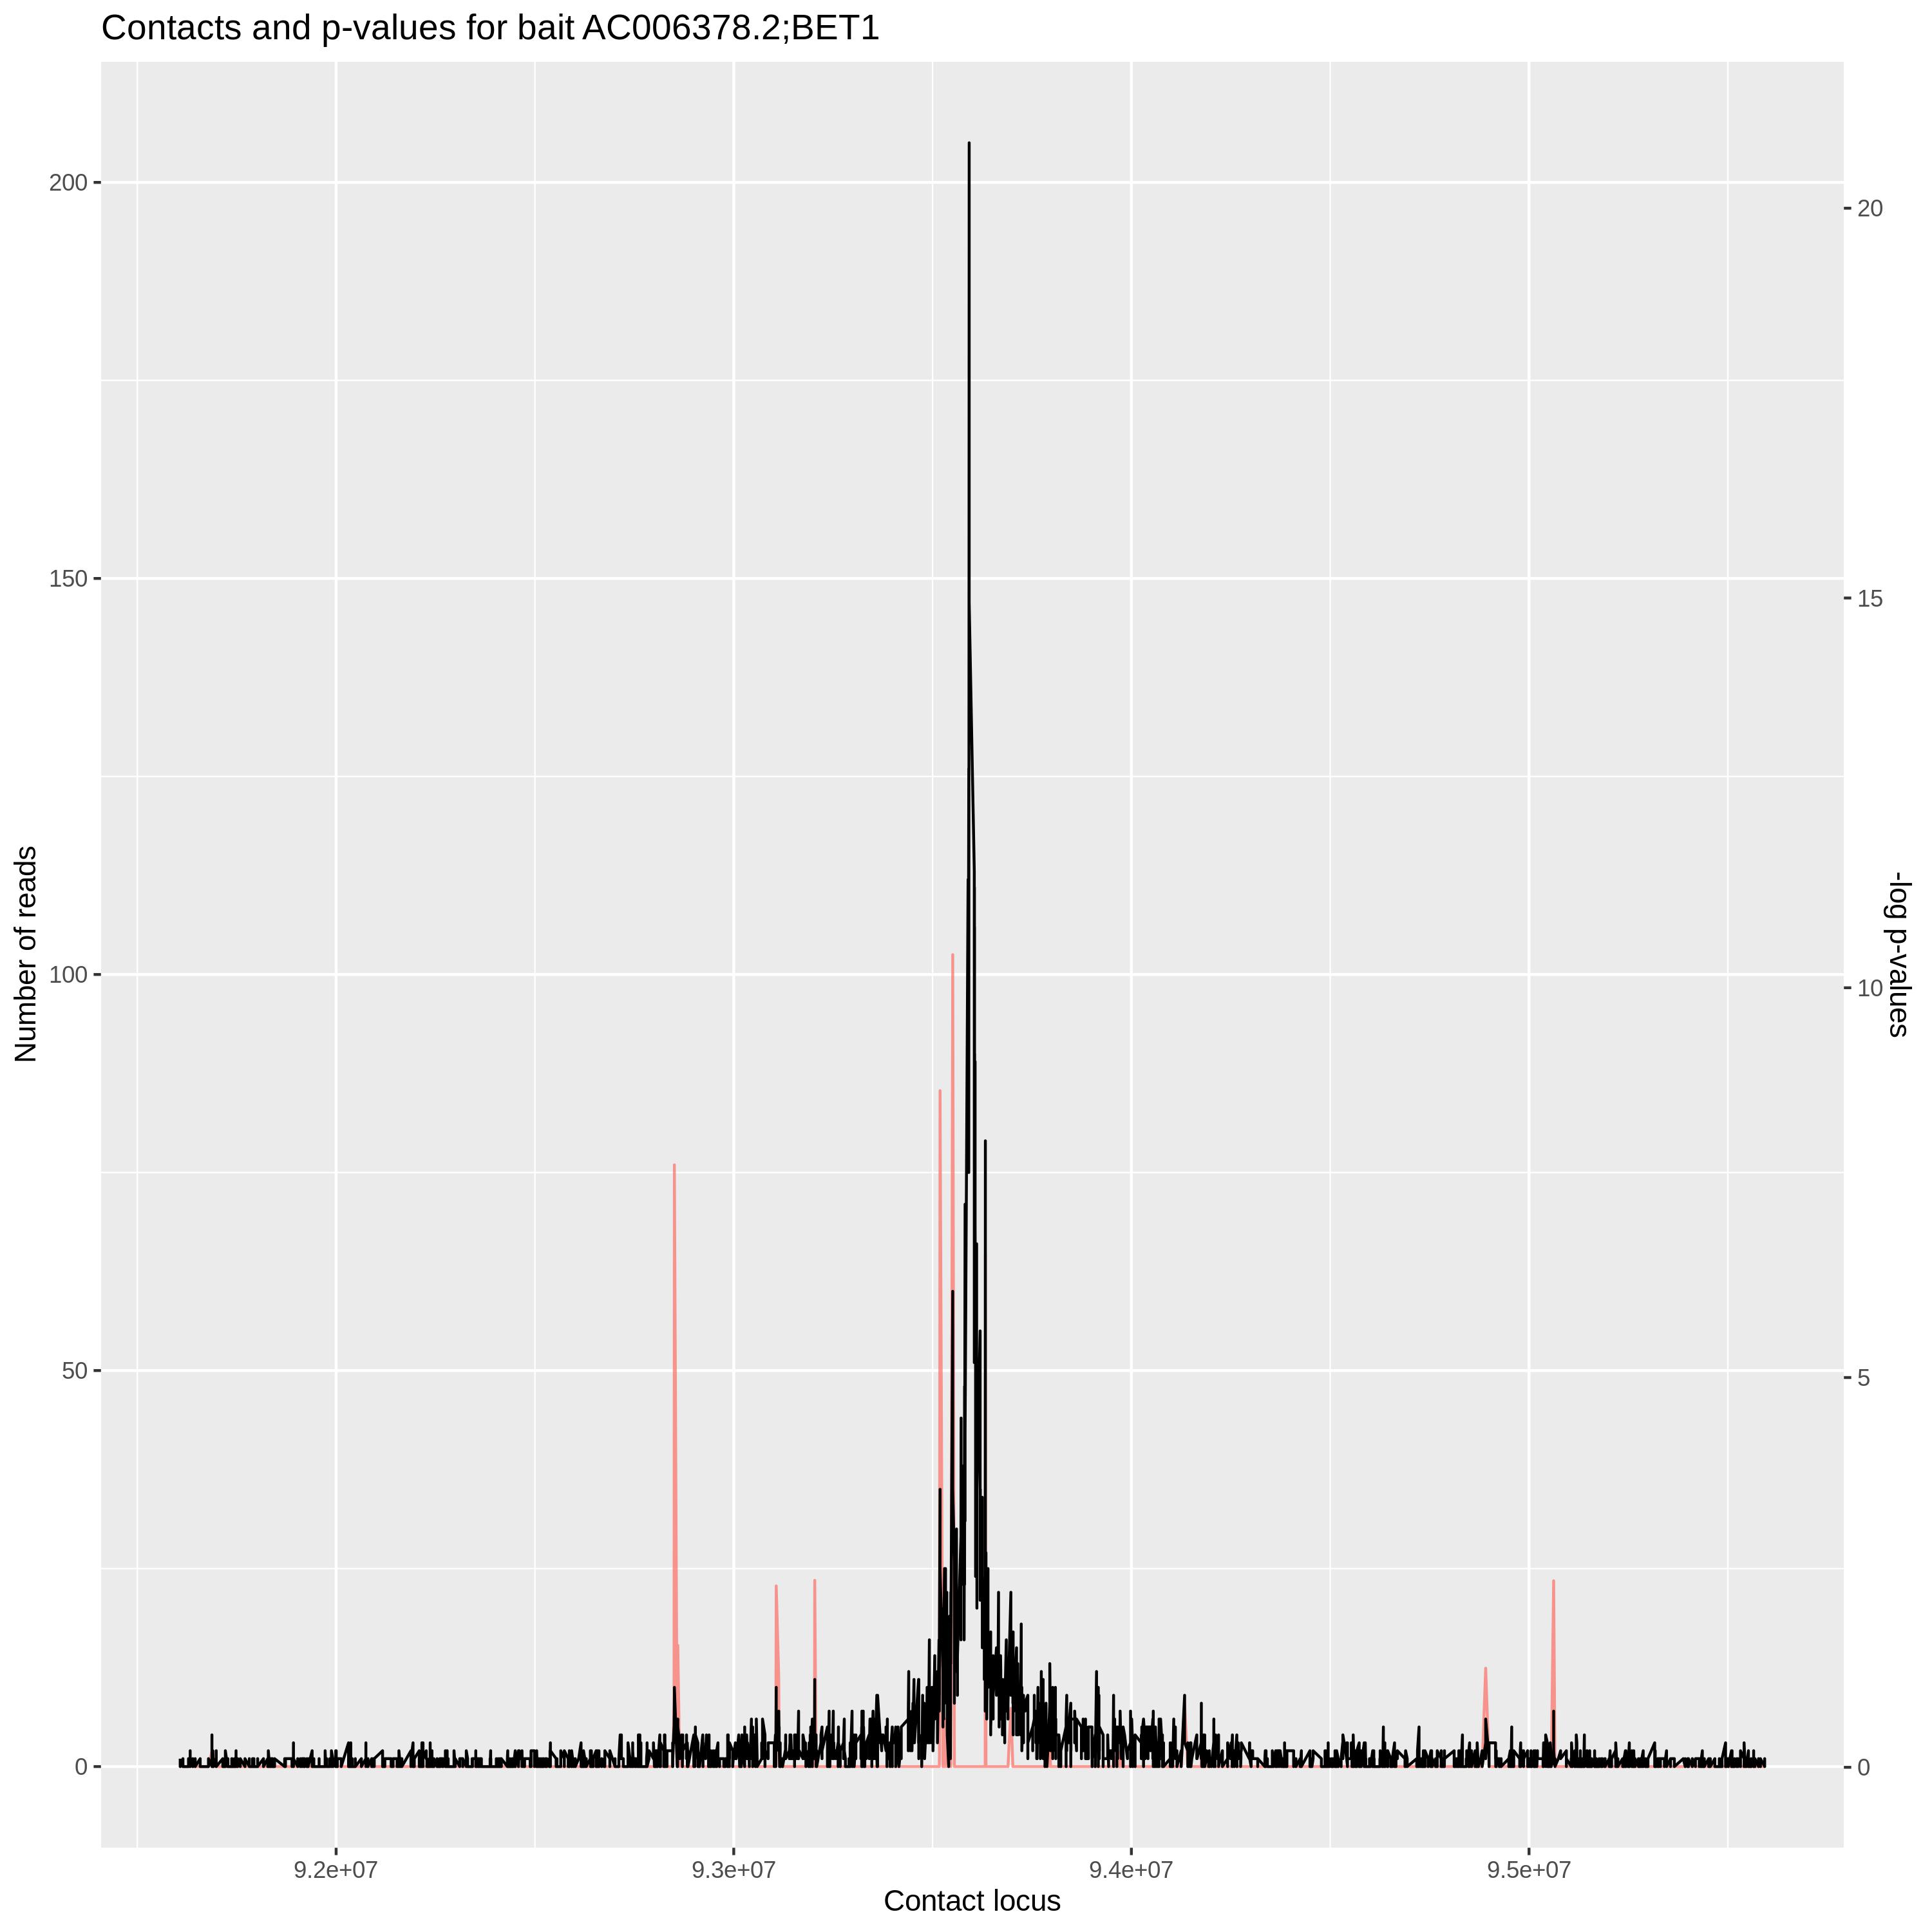 Contacts and p-values for bait AC006378.2;BET1
Number of reads
200
150
100
50
0
20
15
10
5
0
-log p-values
9.2e+07 9.3e+07 9.4e+07 9.5e+07
Contact locus